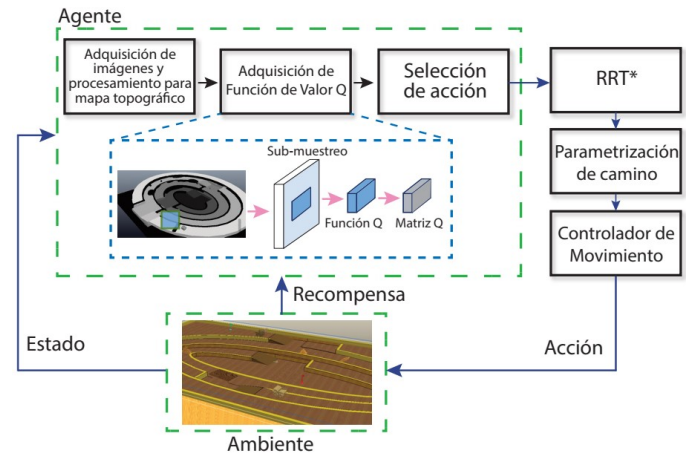 Agente
Adquisición de
imágenes y
procesamiento para
mapa topográfico
Adquisición de
Función de Valor Q
Selección
de acción
RRT*
Sub-muestreo
Función Q
Matriz Q
Parametrización
de camino
Controlador de
Movimiento
Recompensa
Estado
Acción
Ambiente